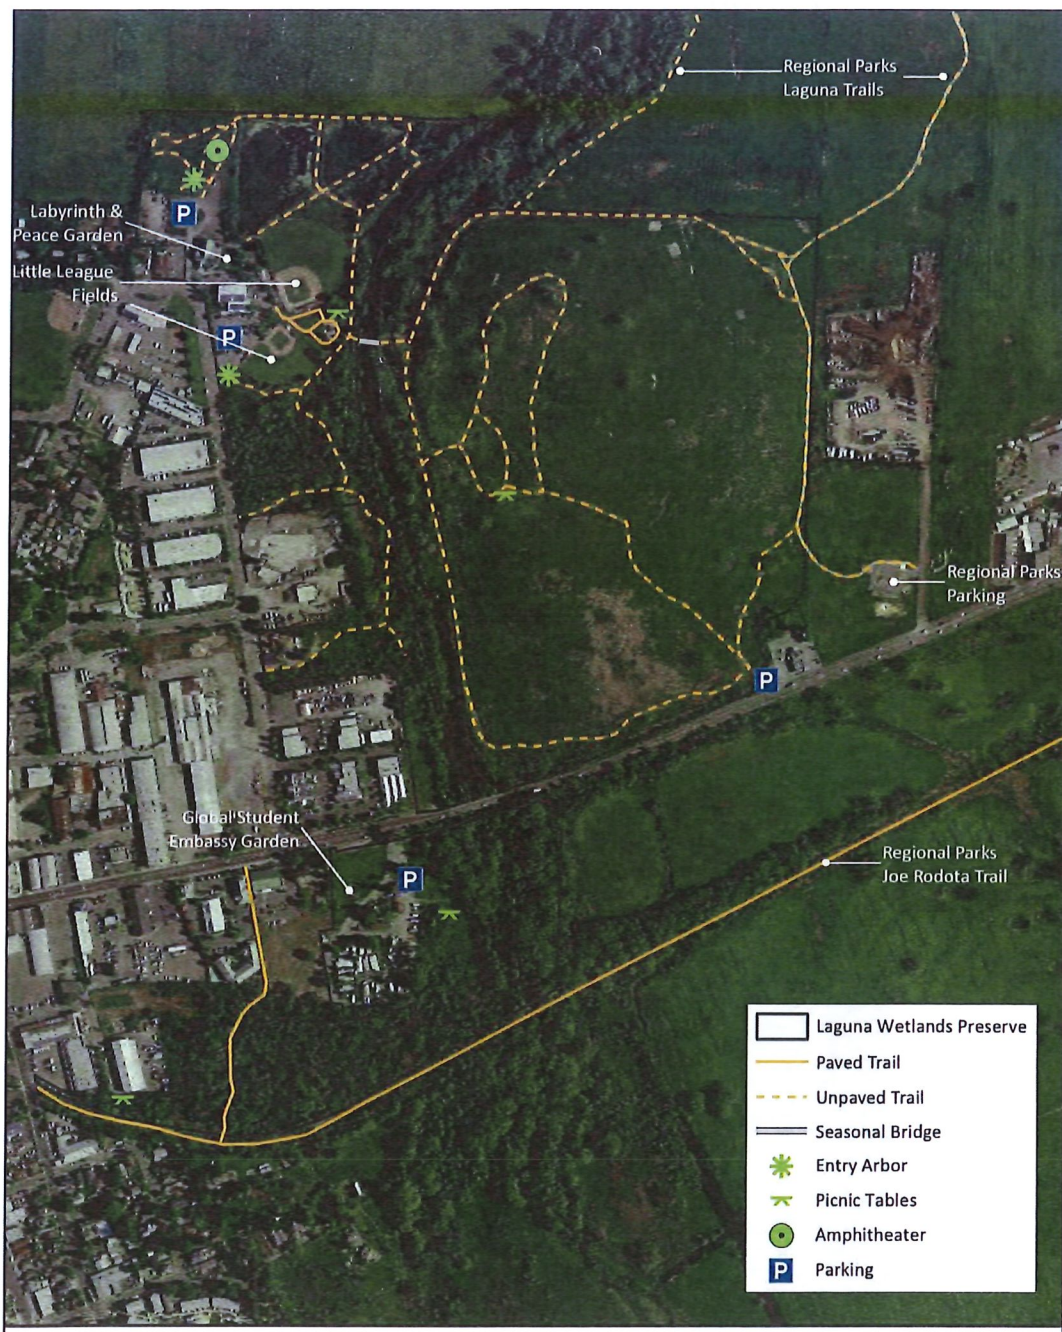 Regional Parks
Laguna Trails
P
Labyrinth &
Peace Garden
Little League
Fields
P
Regional Parks
Parking
P
Global Student
Embassy Garden
P
Regional Parks
Joe Rodota Trail
Laguna Wetlands Preserve
Paved Trail
Unpaved Trail
Seasonal Bridge
Entry Arbor
Picnic Tables
Amphitheater
P Parking